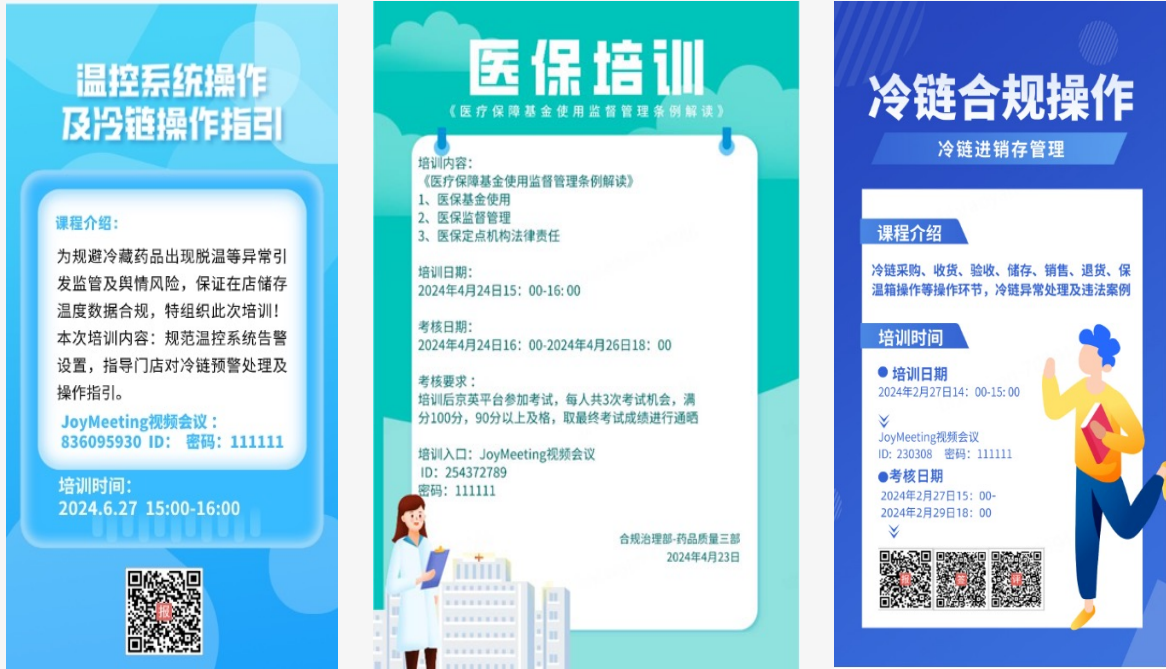 温控系统操作
及冷链操作指引
课程介绍：
为规避冷藏药品出现脱温等异常引
发监管及舆情风险，保证在店储存
温度数据合规，特组织此次培训！
本次培训内容：规范温控系统告警
设置，指导门店对冷链预警处理及
操作指引。
JoyMeeting视频会议：
836095930 ID： 密码：111111
培训时间：
2024.6.27 15:00-16:00
报
医保培训
《医疗保障基金使用监督管理条例解读》
培训内容：
《医疗保障基金使用监督管理条例解读》
1、医保基金使用
2、医保监督管理
3、医保定点机构法律责任
培训日期：
2024年4月24日15：00-16：00
考核日期：
2024年4月24日16：00-2024年4月26日18：00
考核要求：
培训后京英平台参加考试，每人共3次考试机会，满
分100分，90分以上及格，取最终考试成绩进行通晒
培训入口：JoyMeeting视频会议
ID：254372789
密码：111111
合规治理部-药品质量三部
2024年4月23日
冷链合规操作
冷链进销存管理
课程介绍
冷链采购、收货、验收、储存、销售、退货、保
温箱操作等操作环节，冷链异常处理及违法案例
培训时间
培训日期
2024年2月27日14：00-15：00
JoyMeeting视频会议
ID：230308 密码：111111
考核日期
2024年2月27日15：00-
2024年2月29日18：00
报 签 评